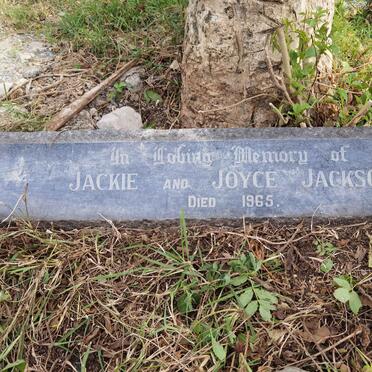 In Loving Memory of
JACKIE AND JOYCE JACKSO
DIED 1965.